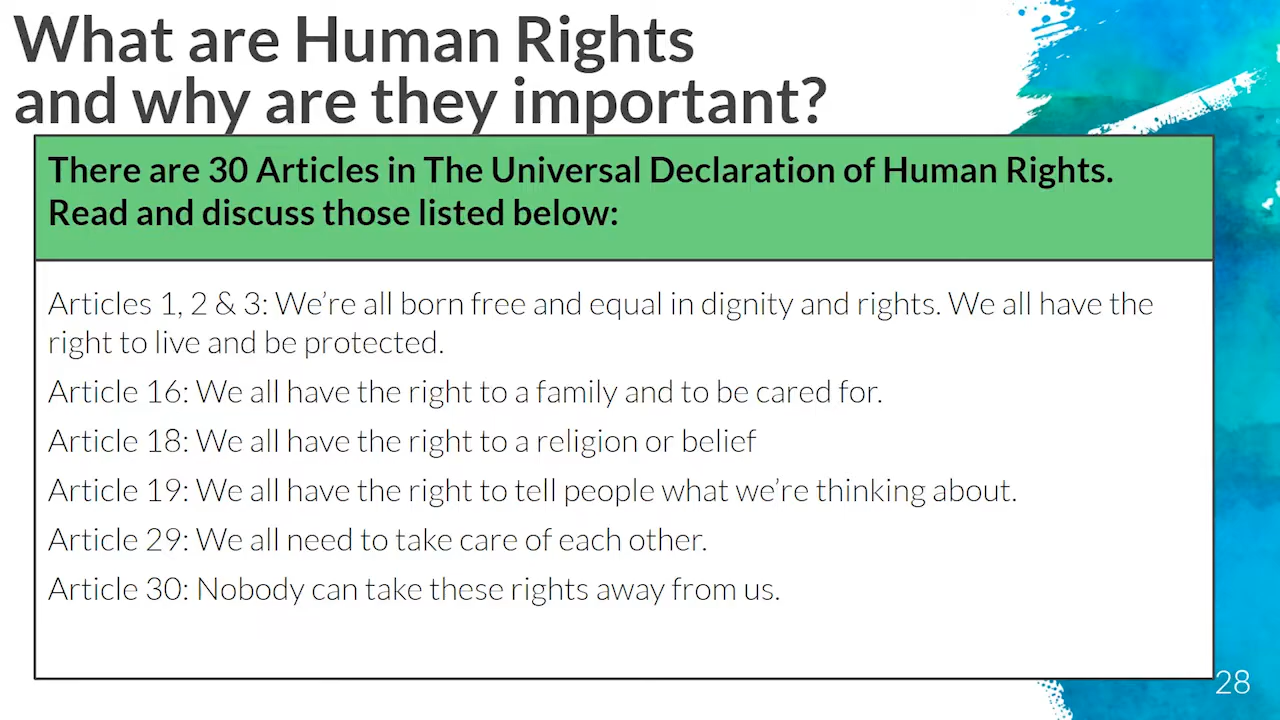 What are Human Rights
and why are they important?
There are 30 Articles in The Universal Declaration of Human Rights.
Read and discuss those listed below:
Articles 1, 2 & 3: We’re all born free and equal in dignity and rights. We all have the
right to live and be protected.
Article 16: We all have the right to a family and to be cared for.
Article 18: We all have the right to a religion or belief
Article 19: We all have the right to tell people what we’re thinking about.
Article 29: We all need to take care of each other.
Article 30: Nobody can take these rights away from us.
28